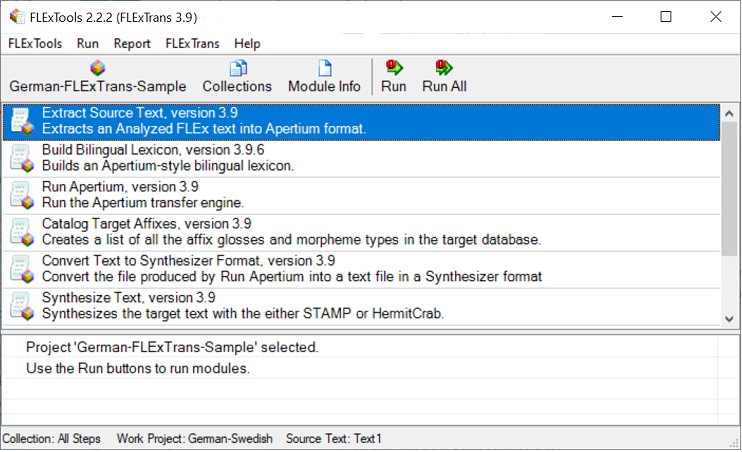 FLExTools 2.2.2 (FLExTrans 3.9)
FLExTools Run Report FLExTrans Help
German-FLExTrans-Sample Collections Module Info Run Run All
Extract Source Text, version 3.9
Extracts an Analyzed FLEx text into Apertium format.
Build Bilingual Lexicon, version 3.9.6
Builds an Apertium-style bilingual lexicon.
Run Apertium, version 3.9
Run the Apertium transfer engine.
Catalog Target Affixes, version 3.9
Creates a list of all the affix glosses and morpheme types in the target database.
Convert Text to Synthesizer Format, version 3.9
Convert the file produced by Run Apertium into a text file in a Synthesizer format
Synthesize Text, version 3.9
Synthesizes the target text with the either STAMP or HermitCrab.
Project 'German-FLExTrans-Sample' selected.
Use the Run buttons to run modules.
Collection: All Steps Work Project: German-Swedish Source Text: Text1